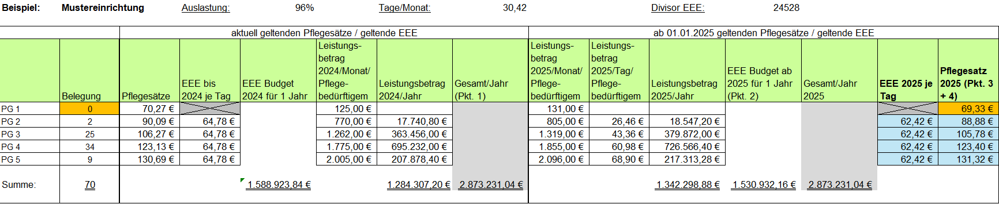 Beispiel: Mustereinrichtung Auslastung: 96% Tage/Monat: 30,42 Divisor EEE: 24528
aktuell geltenden Pflegesätze / geltende EEE ab 01.01.2025 geltenden Pflegesätze / geltende EEE
Belegung
Pflegesätze
EEE bis
2024 je Tag
EEE Budget
2024 für 1 Jahr
Leistungs-
betrag
2024/Monat/
Pflege-
bedürftigem
Leistungsbetrag
2024/Jahr
Gesamt/Jahr
(Pkt. 1)
Leistungs-
betrag
2025/Monat/
Pflege-
bedürftigem
Leistungs-
betrag
2025/Tag/
Pflege-
bedürftigem
Leistungsbetrag
2025/Jahr
EEE Budget ab
2025 für 1 Jahr
(Pkt. 2)
Gesamt/Jahr
2025
EEE 2025 je
Tag
Pflegesatz
2025 (Pkt. 3
+ 4)
PG 1 0 70,27 € 125,00 € 131,00 € 69,33 €
PG 2 2 90,09 € 64,78 € 770,00 € 17.740,80 € 805,00 € 26,46 € 18.547,20 € 62,42 € 88,88 €
PG 3 25 106,27 € 64,78 € 1.262,00 € 363.456,00 € 1.319,00 € 43,36 € 379.872,00 € 62,42 € 105,78 €
PG 4 34 123,13 € 64,78 € 1.775,00 € 695.232,00 € 1.855,00 € 60,98 € 726.566,40 € 62,42 € 123,40 €
PG 5 9 130,69 € 64,78 € 2.005,00 € 207.878,40 € 2.096,00 € 68,90 € 217.313,28 € 62,42 € 131,32 €
Summe: 70 1.588.923,84 € 1.284.307,20 € 2.873.231,04 € 1.342.298,88 € 1.530.932,16 € 2.873.231,04 €